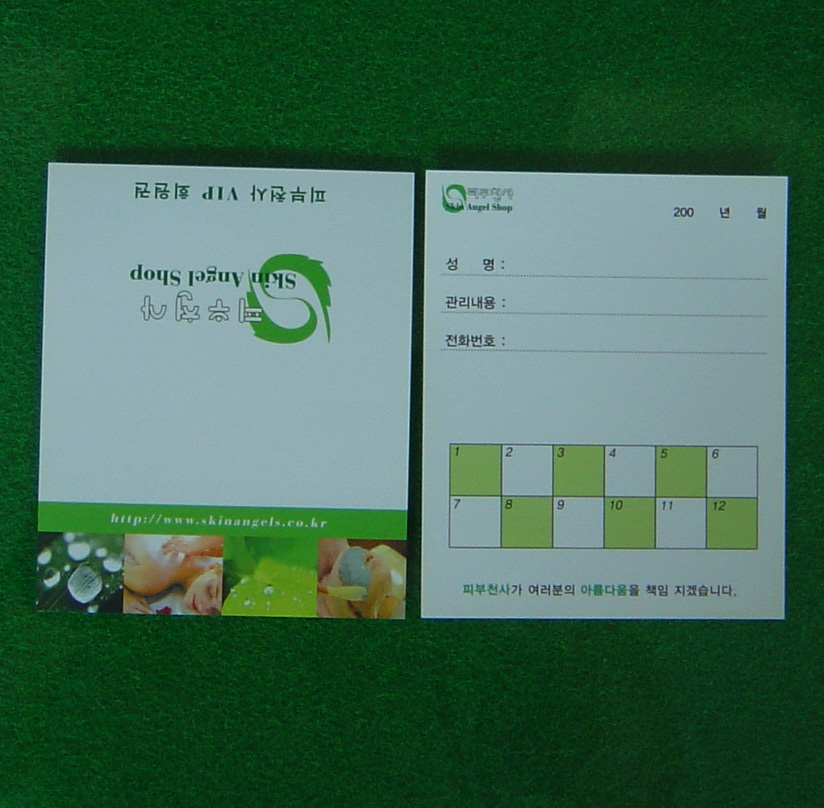 피부천사 VIP 회원권
Skin Angel Shop
피부천사
http://www.skinangels.co.kr
피부천사
Skin Angel Shop
200 년 월
성 명 :
관리내용 :
전화번호 :
1 2 3 4 5 6
7 8 9 10 11 12
피부천사가 여러분의 아름다움을 책임 지겠습니다.